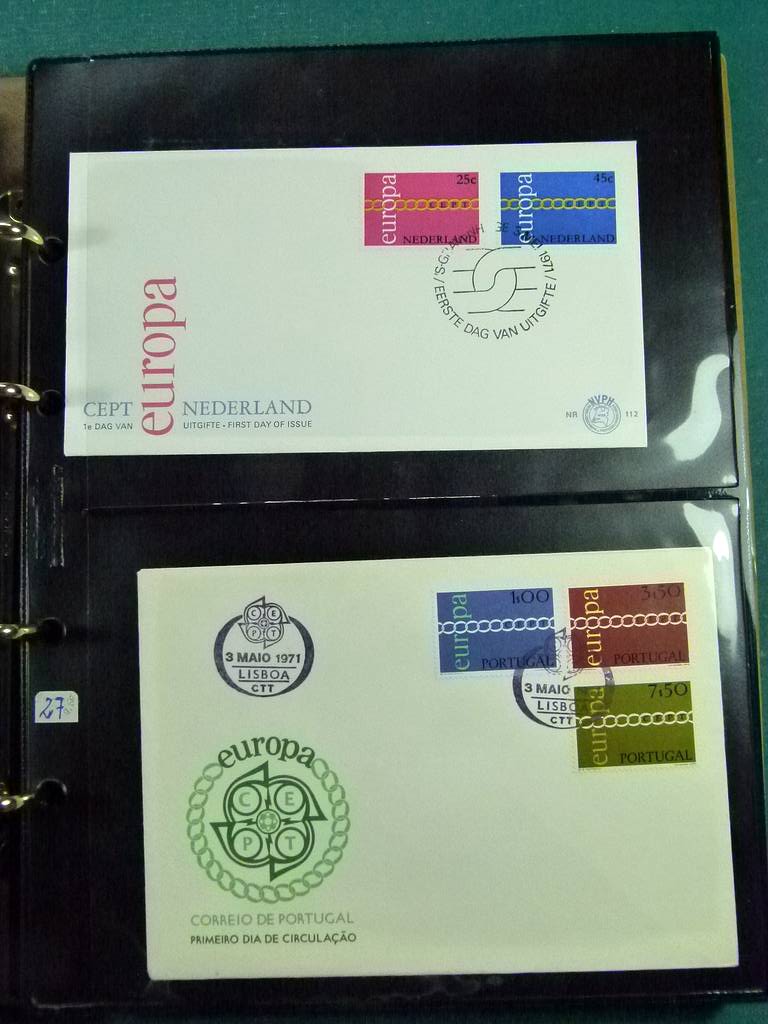 europa
25c
CEPT
NEDERLAND
europa
45c
NEDERLAND
EERSTE DAG VAN UITGIFTE
europa
CEPT NEDERLAND
1e DAG VAN UITGIFTE • FIRST DAY OF ISSUE
NR NVPH 112
C E
P T
3 MAIO 1971
LISBOA
CTT
europa
1.00
PORTUGAL
europa
3.50
PORTUGAL
3 MAIO
LISBOA
CTT
europa
7.50
PORTUGAL
27
europa
C E
P T
CORREIO DE PORTUGAL
PRIMEIRO DIA DE CIRCULAÇÃO